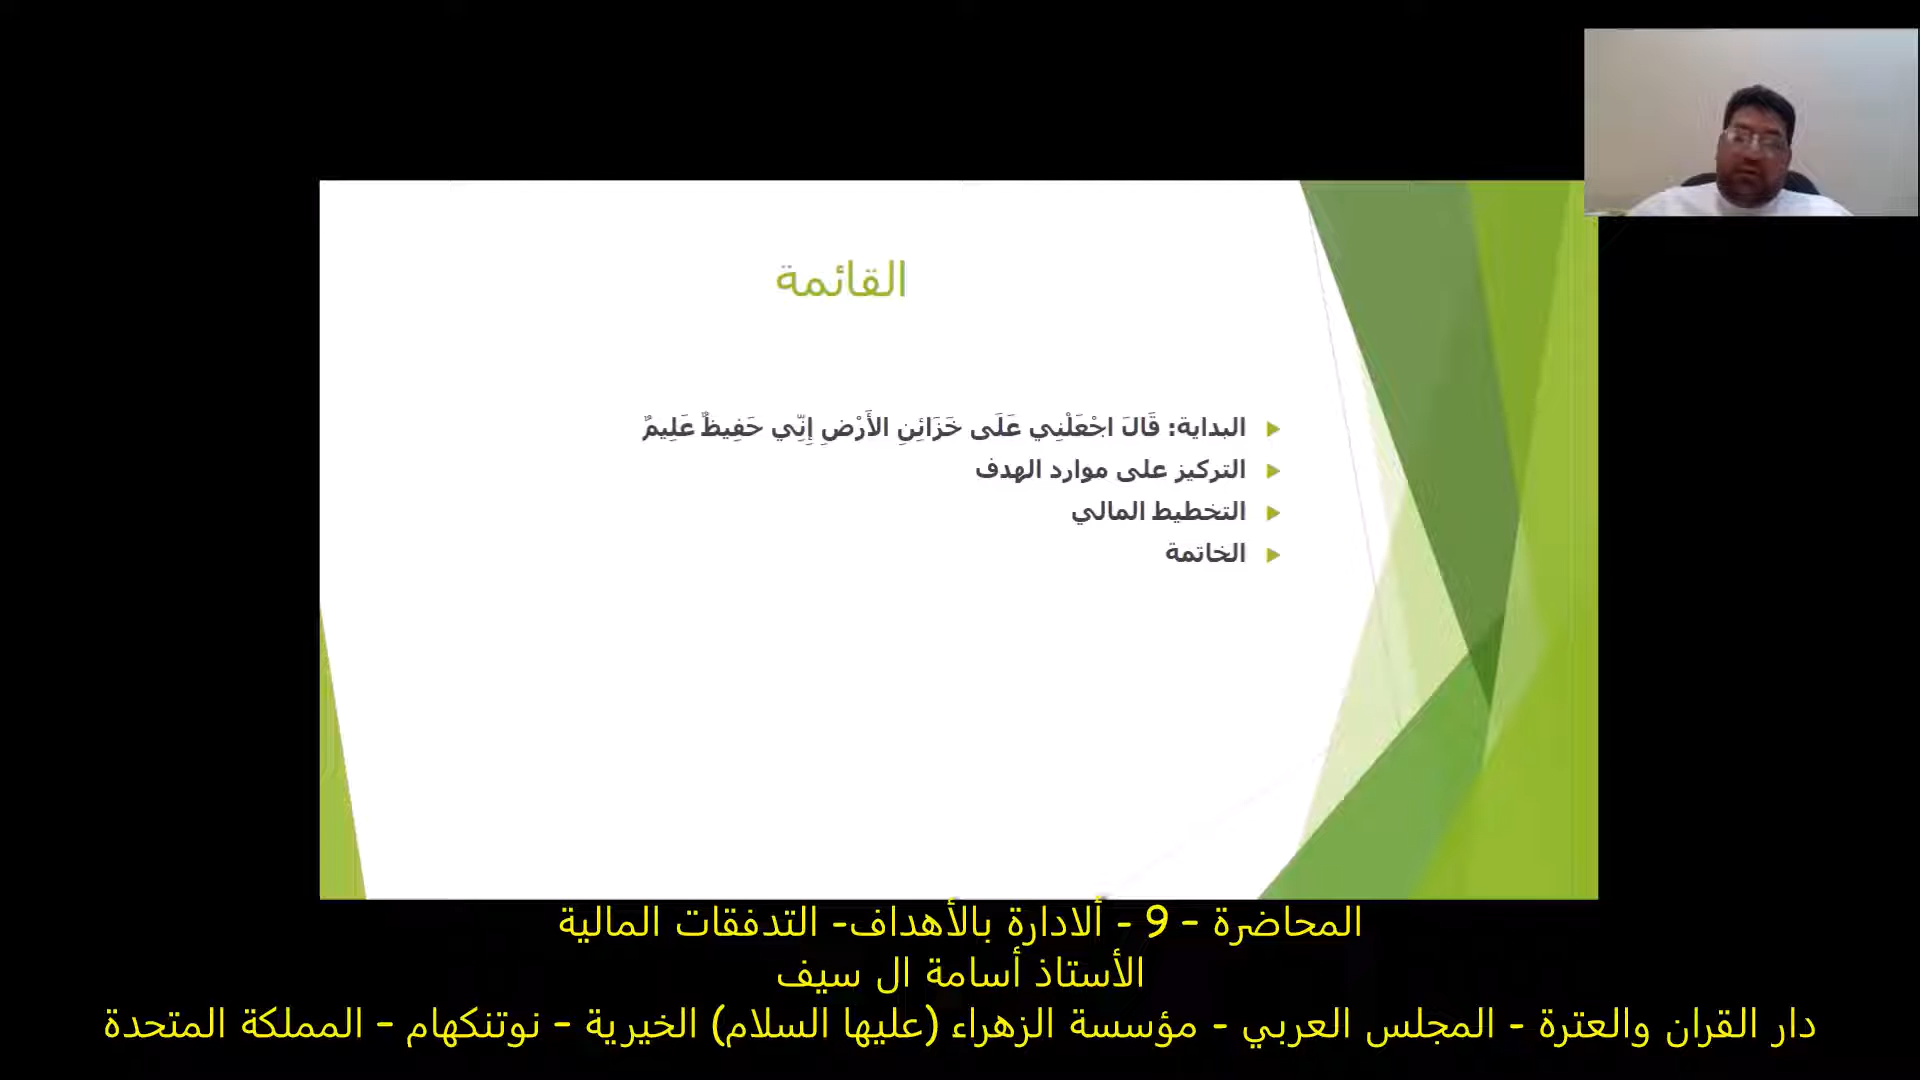 القائمة
البداية: قَالَ اجْعَلْنِي عَلَى خَزَائِنِ الأَرْضِ إِنِّي حَفِيظٌ عَلِيمٌ
التركيز على موارد الهدف
التخطيط المالي
الخاتمة
المحاضرة - 9 - ألادارة بالأهداف- التدفقات المالية
الأستاذ أسامة ال سيف
دار القران والعترة - المجلس العربي - مؤسسة الزهراء (عليها السلام) الخيرية - نوتنكهام - المملكة المتحدة